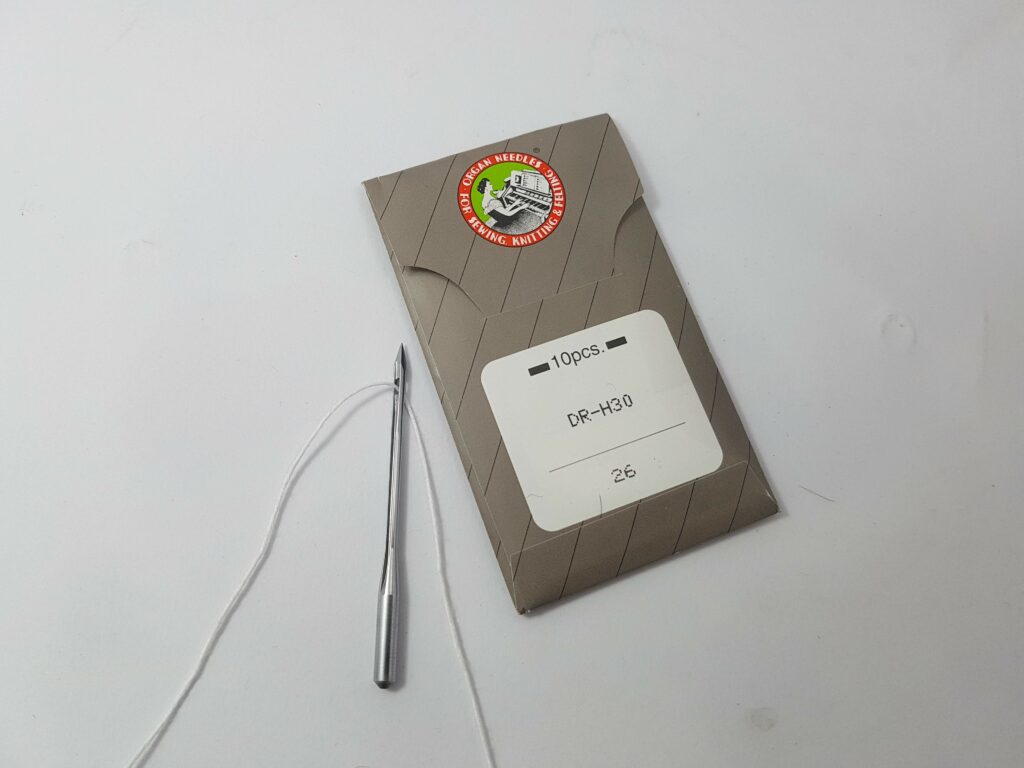 ORGAN NEEDLES
FOR SEWING, KNITTING & FELTING
®
10pcs.
DR-H30
26